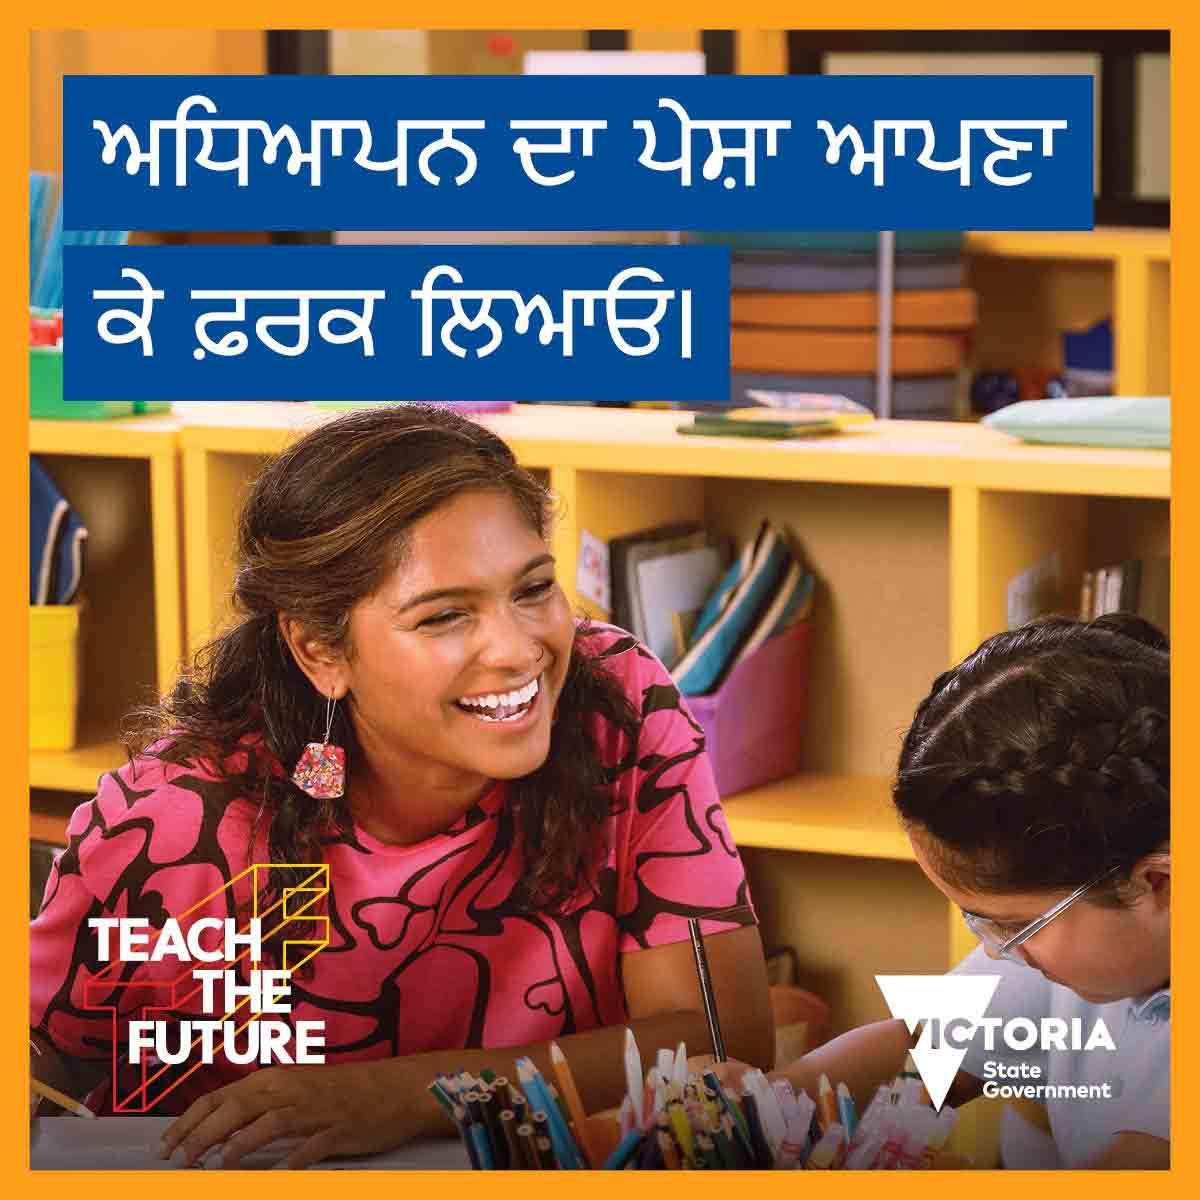 ਅਧਿਆਪਨ ਦਾ ਪੇਸ਼ਾ ਆਪਣਾ
ਕੇ ਫ਼ਰਕ ਲਿਆਓ।
TEACH
THE
FUTURE
VICTORIA
State
Government